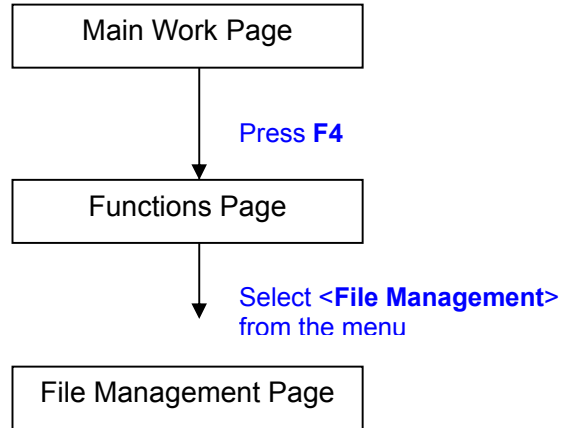 Main Work Page
Press F4
Functions Page
Select <File Management>
from the menu
File Management Page